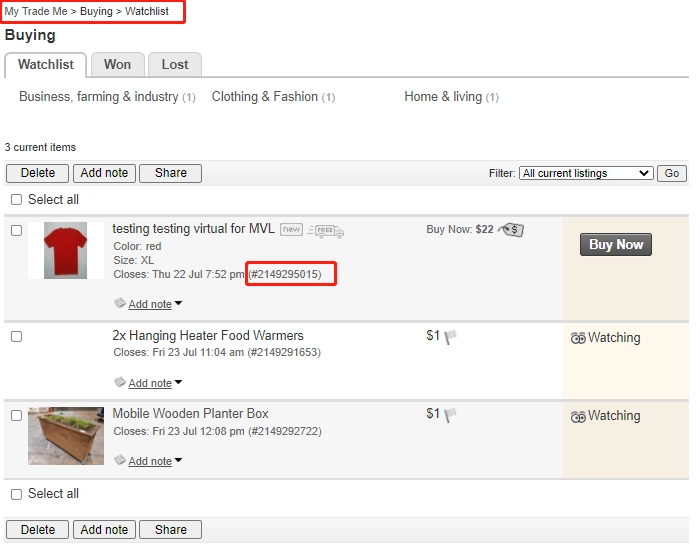 My Trade Me > Buying > Watchlist
Buying
Watchlist Won Lost
Business, farming & industry (1) Clothing & Fashion (1) Home & living (1)
3 current items
Delete Add note Share Filter: All current listings Go
Select all
testing testing virtual for MVL new FREE Buy Now: $22 $
Color: red
Size: XL
Closes: Thu 22 Jul 7:52 pm (#2149295015)
Buy Now
Add note
2x Hanging Heater Food Warmers $1 Watching
Closes: Fri 23 Jul 11:04 am (#2149291653)
Add note
Mobile Wooden Planter Box $1 Watching
Closes: Fri 23 Jul 12:08 pm (#2149292722)
Add note
Select all
Delete Add note Share